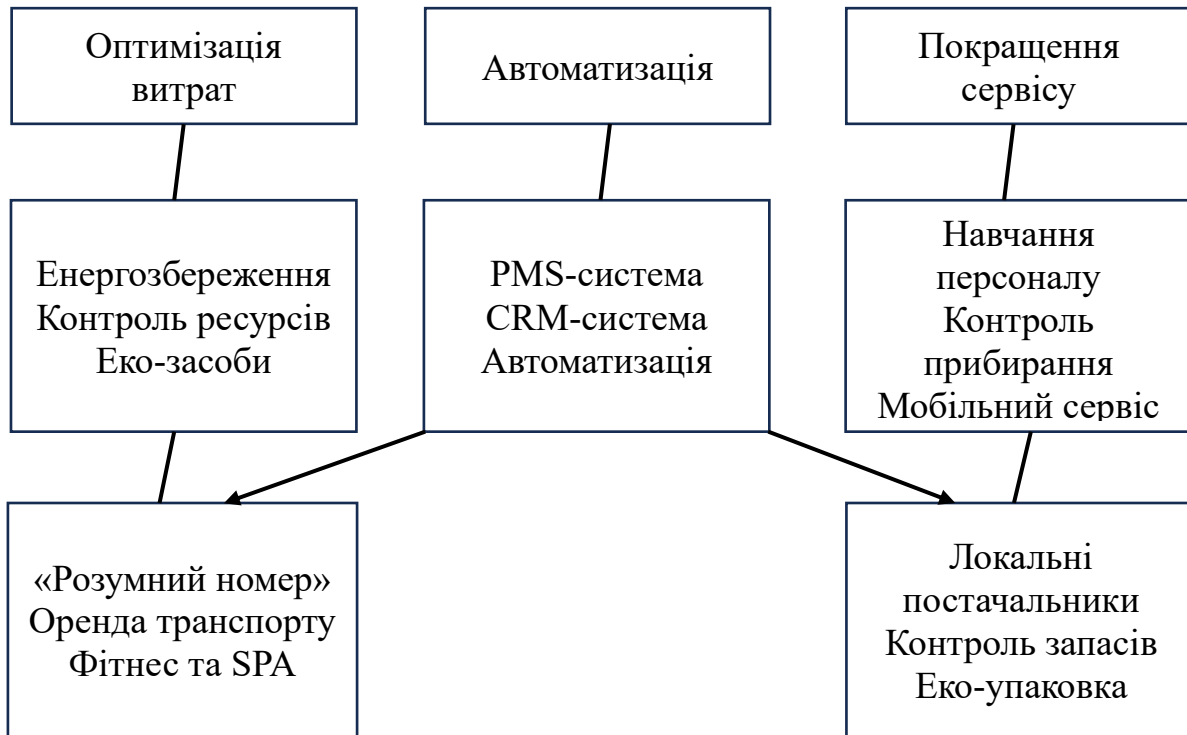 Оптимізація
витрат
Автоматизація
Покращення
сервісу
Енергозбереження
Контроль ресурсів
Еко-засоби
PMS-система
CRM-система
Автоматизація
Навчання
персоналу
Контроль
прибирання
Мобільний сервіс
«Розумний номер»
Оренда транспорту
Фітнес та SPA
Локальні
постачальники
Контроль запасів
Еко-упаковка